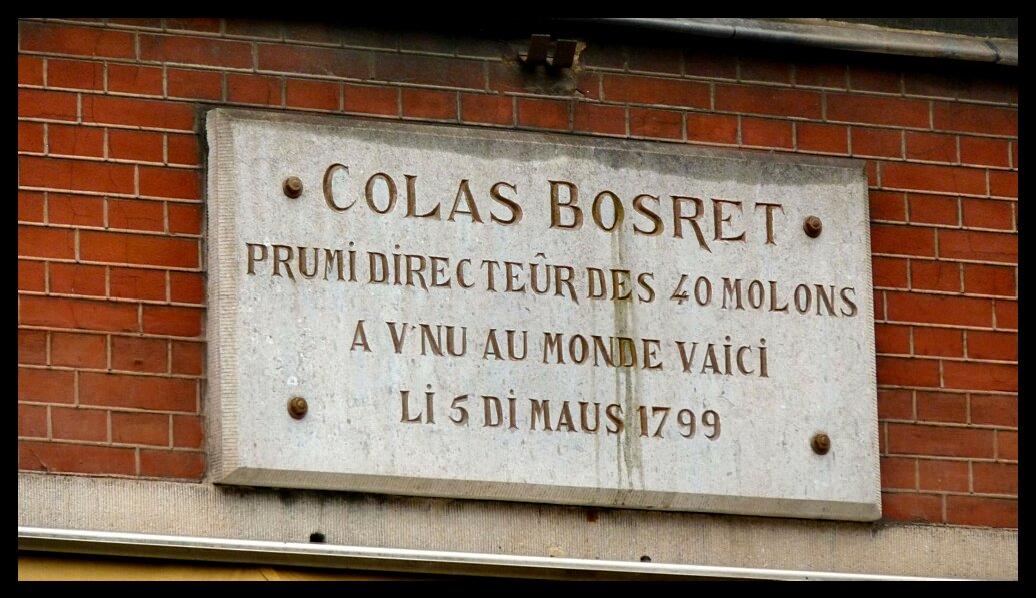 COLAS BOSRET
PRUMi DiRECTEÛR DES 40 MOLONS
A V'NU AU MONDE VAiCi
Li 5 Di MAUS 1799